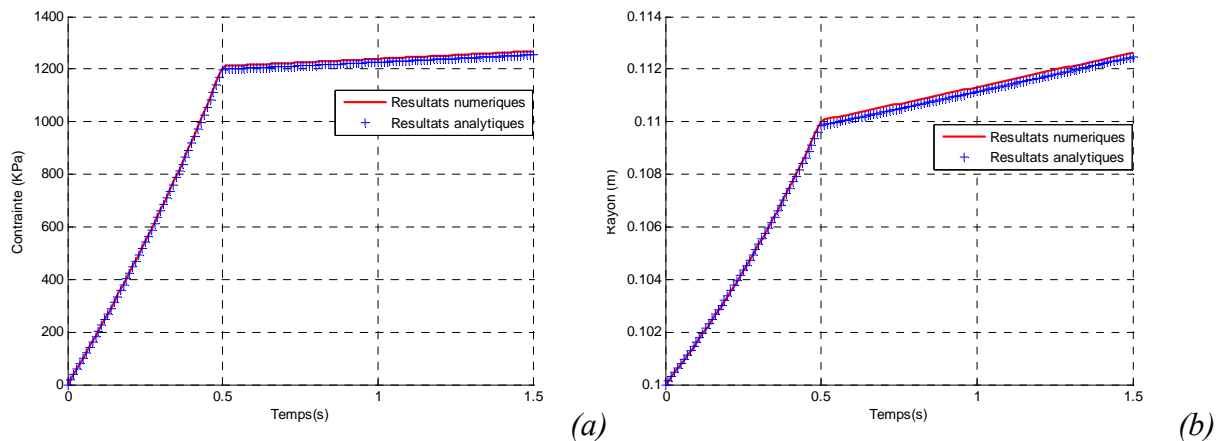 1400
1200
1000
800
600
400
200
0
Contrainte (KPa)
0
0.5
1
1.5
Temps(s)
Resultats numeriques
Resultats analytiques
(a)
0.114
0.112
0.11
0.108
0.106
0.104
0.102
0.1
Rayon (m)
0
0.5
1
1.5
Temps(s)
Resultats numeriques
Resultats analytiques
(b)